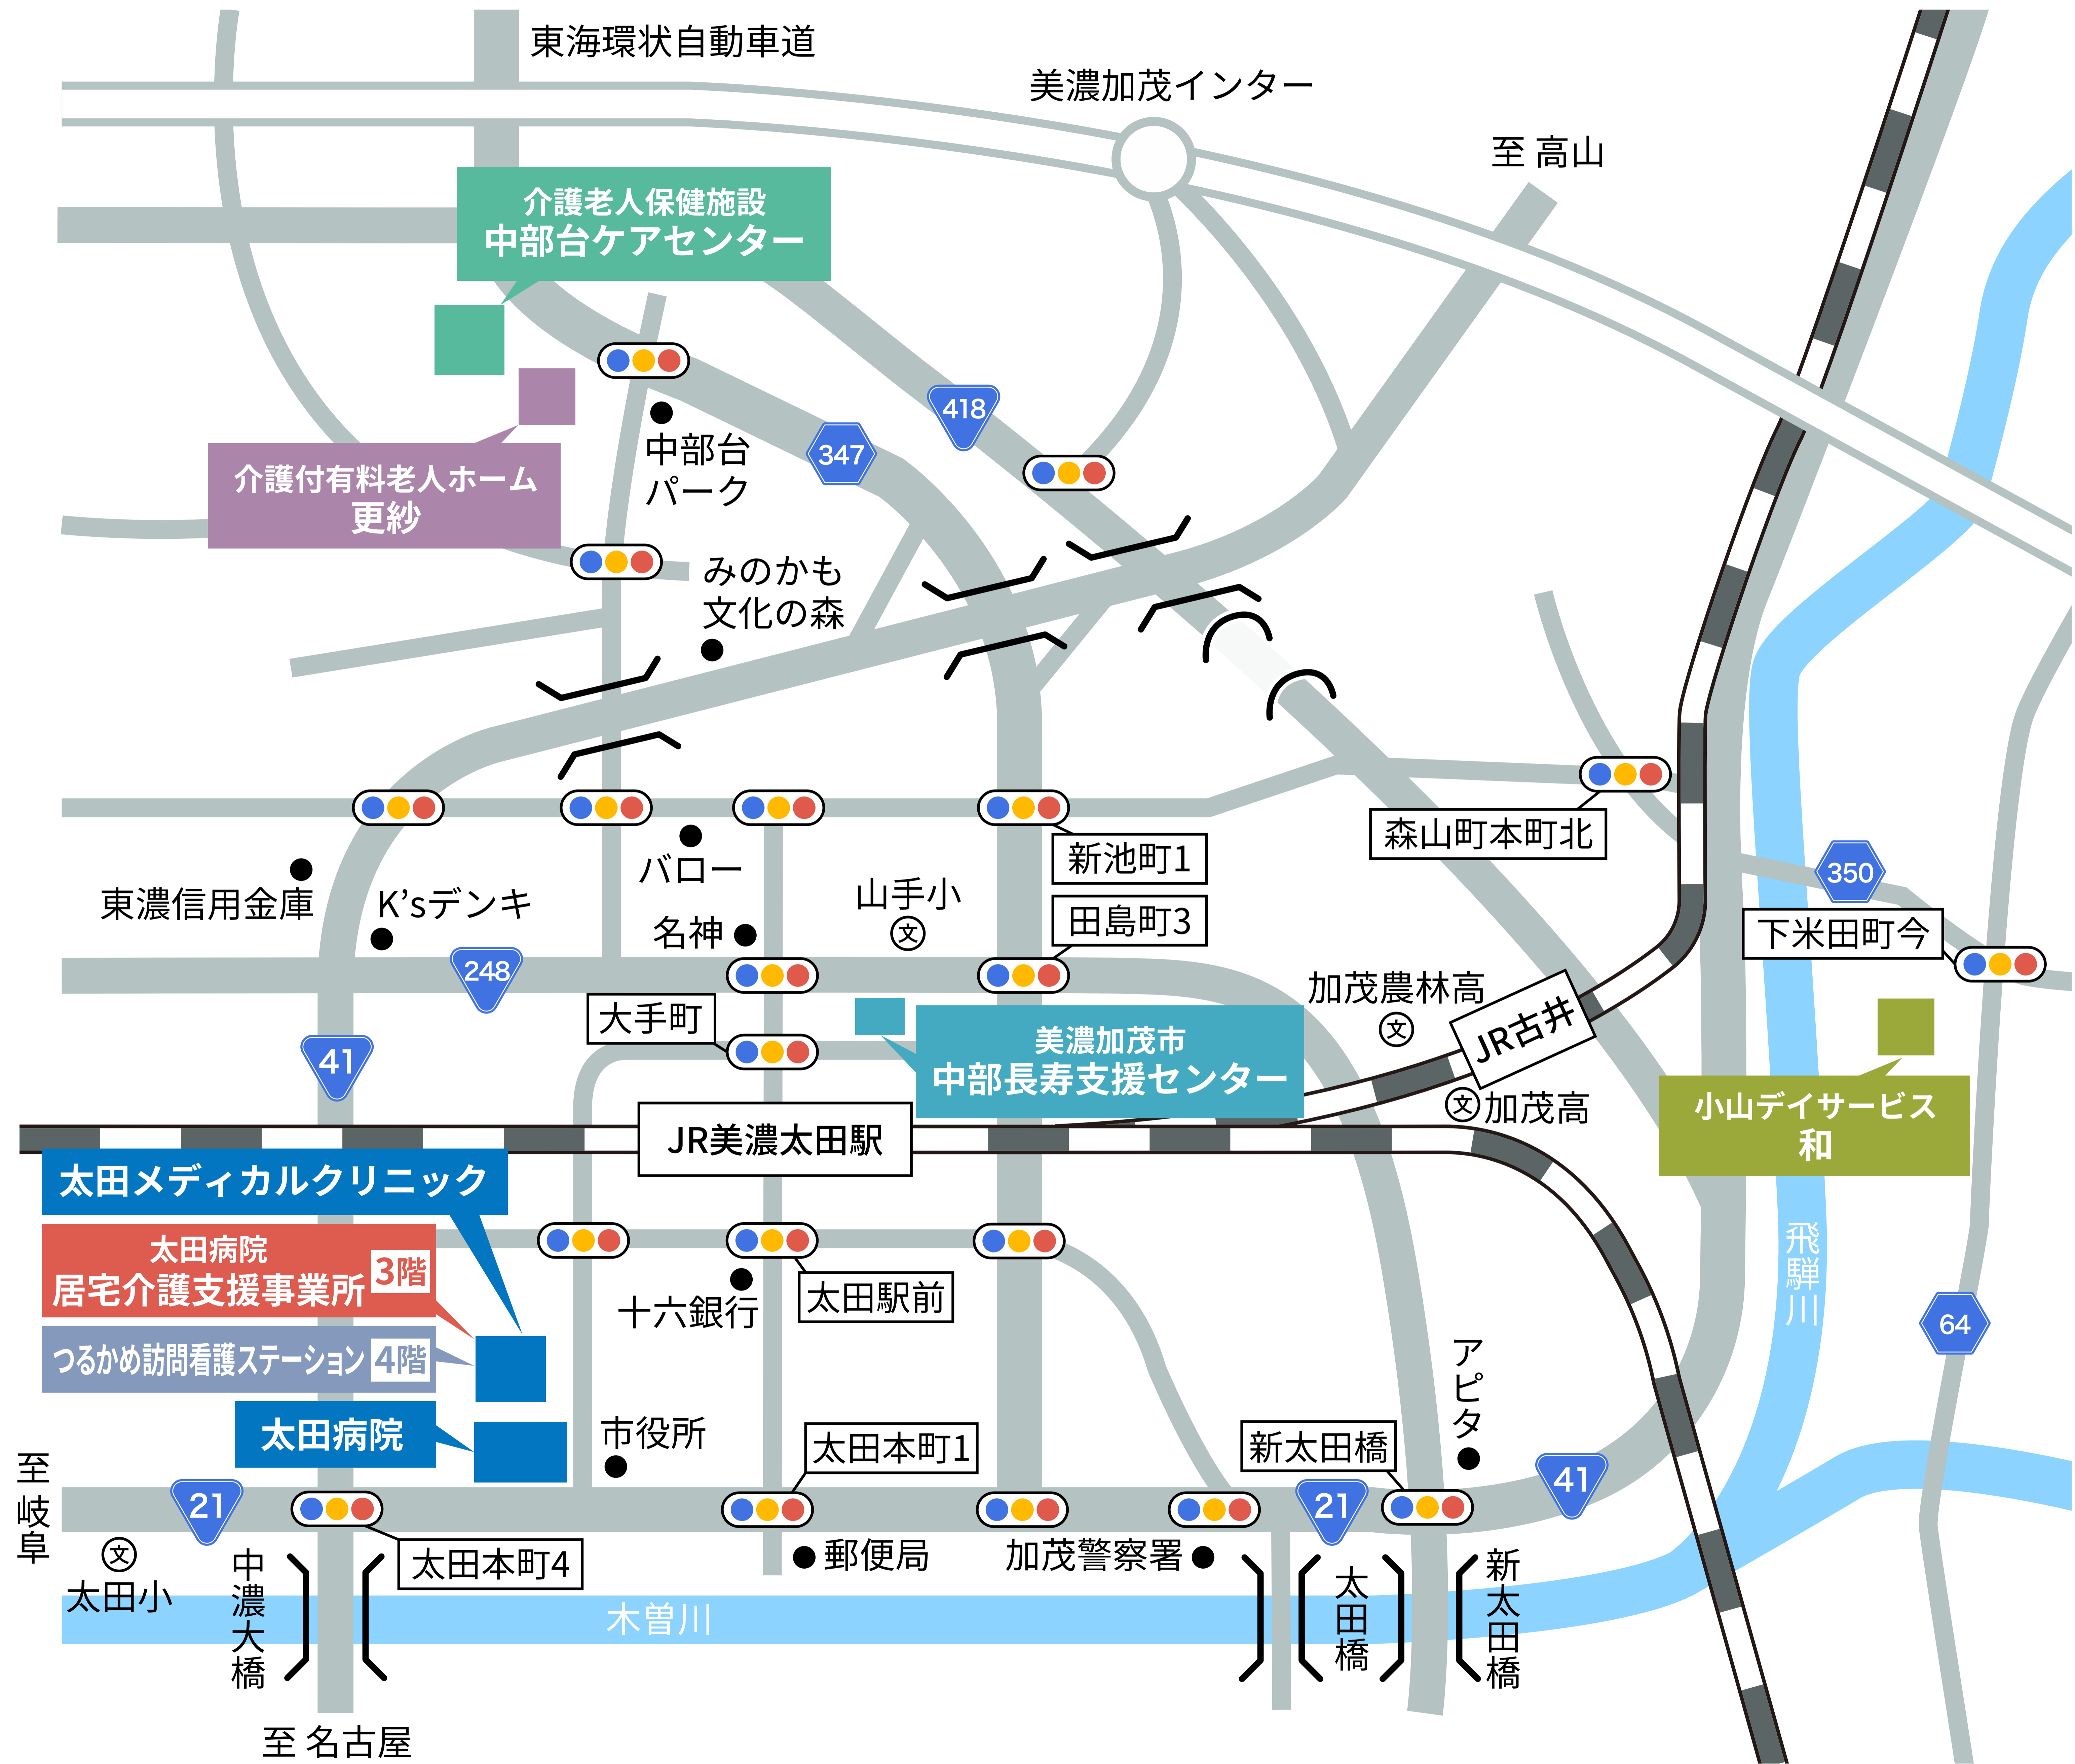 東海環状自動車道
美濃加茂インター
至 高山
介護老人保健施設
中部台ケアセンター
418
347
中部台
パーク
介護付有料老人ホーム
更紗
みのかも
文化の森
森山町本町北
新池町1
バロー
350
東濃信用金庫
K'sデンキ
山手小
文
田島町3
名神
下米田町今
248
加茂農林高
文
大手町
JR古井
美濃加茂市
中部長寿支援センター
41
文
加茂高
小山デイサービス
和
JR美濃太田駅
太田メディカルクリニック
太田病院
居宅介護支援事業所
3階
飛騨川
太田駅前
十六銀行
64
つるかめ訪問看護ステーション
4階
アピタ
太田病院
市役所
太田本町1
新太田橋
至 岐阜
21
21
41
文
太田小
中濃大橋
太田本町4
郵便局
加茂警察署
太田橋
新太田橋
木曽川
至 名古屋